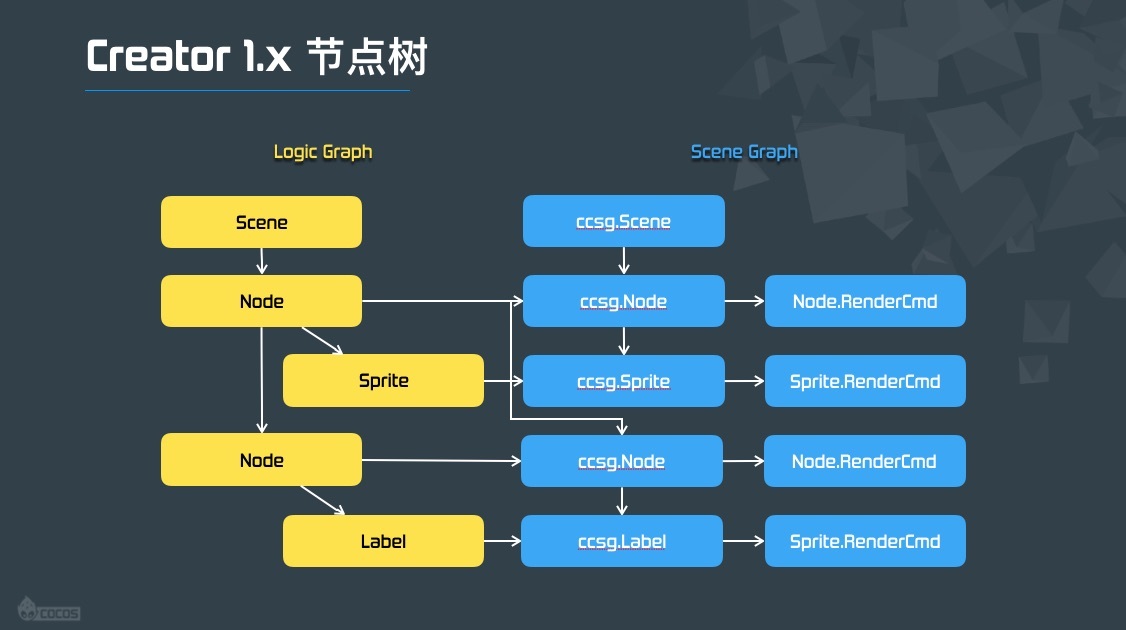 Creator 1.x 节点树
Logic Graph
Scene Graph
Scene
ccsg.Scene
Node
ccsg.Node
Node.RenderCmd
Sprite
ccsg.Sprite
Sprite.RenderCmd
Node
ccsg.Node
Node.RenderCmd
Label
ccsg.Label
Sprite.RenderCmd
COCOS